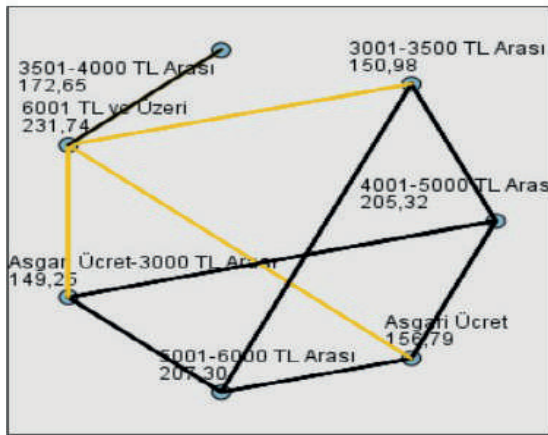 3501-4000 TL Arası
172,65
6001 TL ve Üzeri
231,74
3001-3500 TL Arası
150,98
4001-5000 TL Arası
205,32
Asgari Ücret-3000 TL Arası
149,25
Asgari Ücret
156,79
5001-6000 TL Arası
207,30